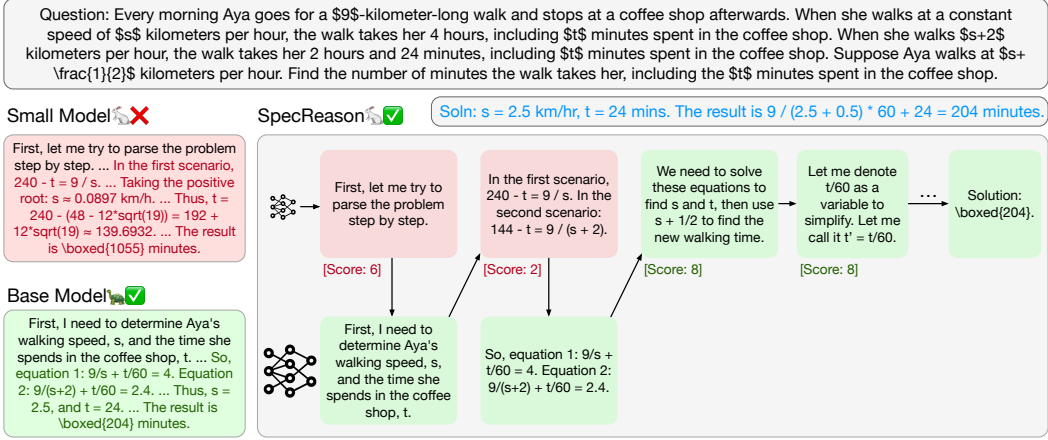 Question: Every morning Aya goes for a $9$-kilometer-long walk and stops at a coffee shop afterwards. When she walks at a constant
speed of $s$ kilometers per hour, the walk takes her 4 hours, including $t$ minutes spent in the coffee shop. When she walks $s+2$
kilometers per hour, the walk takes her 2 hours and 24 minutes, including $t$ minutes spent in the coffee shop. Suppose Aya walks at $s+
\frac{1}{2}$ kilometers per hour. Find the number of minutes the walk takes her, including the $t$ minutes spent in the coffee shop.
Small Model🐇❌
First, let me try to parse the problem
step by step. ... In the first scenario,
240 - t = 9 / s. ... Taking the positive
root: s ≈ 0.0897 km/h. ... Thus, t =
240 - (48 - 12*sqrt(19)) = 192 +
12*sqrt(19) ≈ 139.6932. ... The result
is \boxed{1055} minutes.
Base Model🐢✅
First, I need to determine Aya's
walking speed, s, and the time she
spends in the coffee shop, t. ... So,
equation 1: 9/s + t/60 = 4. Equation
2: 9/(s+2) + t/60 = 2.4. ... Thus, s =
2.5, and t = 24. ... The result is
\boxed{204} minutes.
SpecReason🐇✅
Soln: s = 2.5 km/hr, t = 24 mins. The result is 9 / (2.5 + 0.5) * 60 + 24 = 204 minutes.
First, let me try to
parse the problem
step by step.
[Score: 6]
First, I need to
determine Aya's
walking speed, s,
and the time she
spends in the coffee
shop, t.
In the first scenario,
240 - t = 9 / s. In the
second scenario:
144 - t = 9 / (s + 2).
[Score: 2]
So, equation 1: 9/s +
t/60 = 4. Equation 2:
9/(s+2) + t/60 = 2.4.
We need to solve
these equations to
find s and t, then use
s + 1/2 to find the
new walking time.
[Score: 8]
Let me denote
t/60 as a
variable to
simplify. Let me
call it t' = t/60.
[Score: 8]
...
Solution:
\boxed{204}.